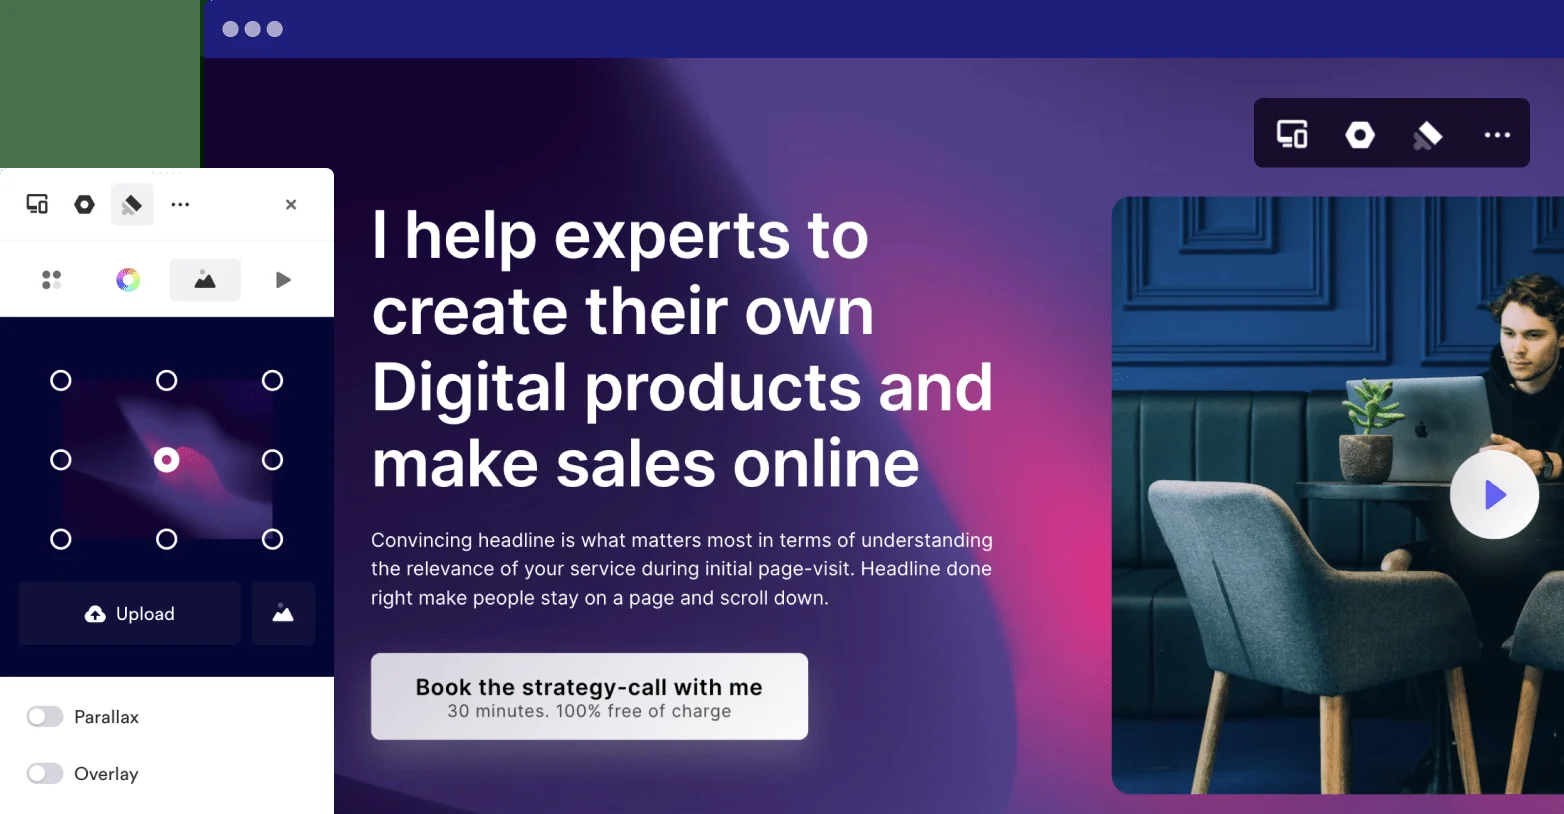 I help experts to
create their own
Digital products and
make sales online
Convincing headline is what matters most in terms of understanding
the relevance of your service during initial page-visit. Headline done
right make people stay on a page and scroll down.
Book the strategy-call with me
30 minutes. 100% free of charge
Upload
Parallax
Overlay